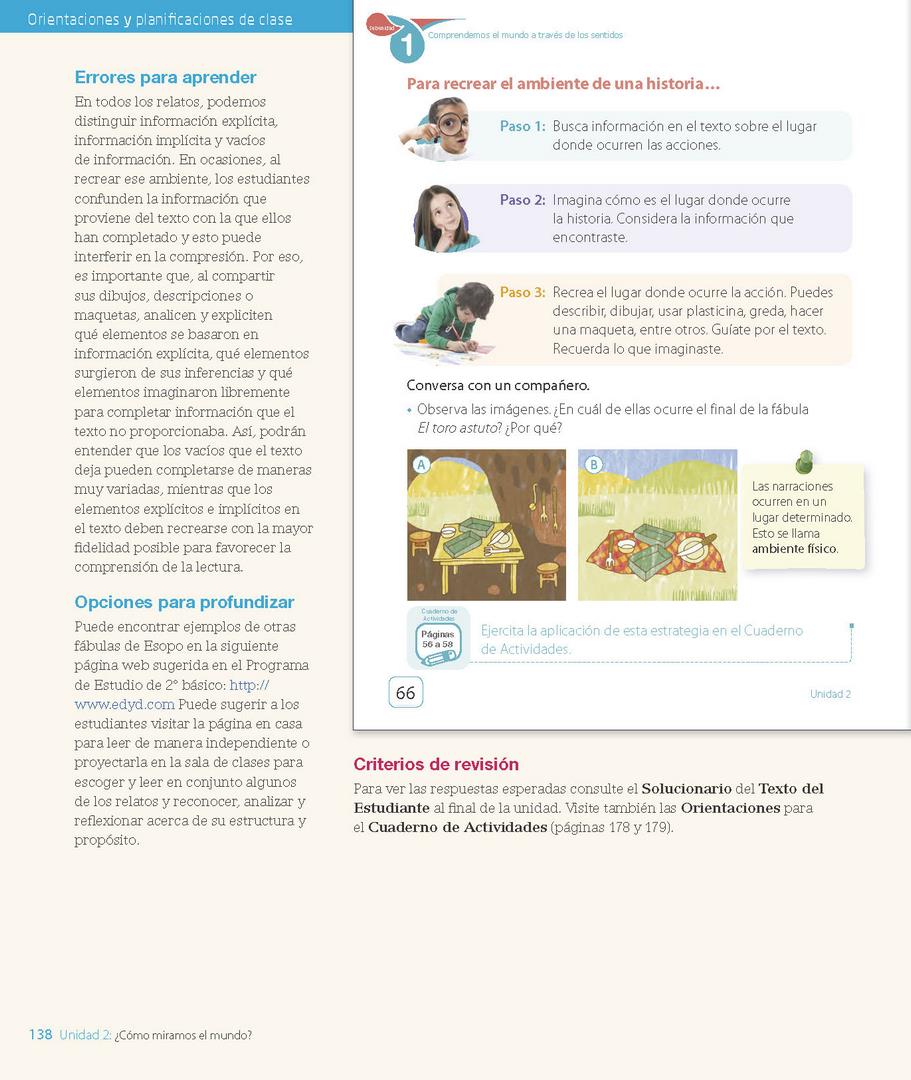 Orientaciones y planificaciones de clase
Errores para aprender
En todos los relatos, podemos
distinguir información explícita,
información implícita y vacíos
de información. En ocasiones, al
recrear ese ambiente, los estudiantes
confunden la información que
proviene del texto con la que ellos
han completado y esto puede
interferir en la compresión. Por eso,
es importante que, al compartir
sus dibujos, descripciones o
maquetas, analicen y expliciten
qué elementos se basaron en
información explícita, qué elementos
surgieron de sus inferencias y qué
elementos imaginaron libremente
para completar información que el
texto no proporcionaba. Así, podrán
entender que los vacíos que el texto
deja pueden completarse de maneras
muy variadas, mientras que los
elementos explícitos e implícitos en
el texto deben recrearse con la mayor
fidelidad posible para favorecer la
comprensión de la lectura.
Opciones para profundizar
Puede encontrar ejemplos de otras
fábulas de Esopo en la siguiente
página web sugerida en el Programa
de Estudio de 2° básico: http://
www.edyd.com Puede sugerir a los
estudiantes visitar la página en casa
para leer de manera independiente o
proyectarla en la sala de clases para
escoger y leer en conjunto algunos
de los relatos y reconocer, analizar y
reflexionar acerca de su estructura y
propósito.
Subunidad
1
Comprendemos el mundo a través de los sentidos
Para recrear el ambiente de una historia...
Paso 1: Busca información en el texto sobre el lugar
donde ocurren las acciones.
Paso 2: Imagina cómo es el lugar donde ocurre
la historia. Considera la información que
encontraste.
Paso 3: Recrea el lugar donde ocurre la acción. Puedes
describir, dibujar, usar plasticina, greda, hacer
una maqueta, entre otros. Guíate por el texto.
Recuerda lo que imaginaste.
Conversa con un compañero.
• Observa las imágenes. ¿En cuál de ellas ocurre el final de la fábula
El toro astuto? ¿Por qué?
A
B
Las narraciones
ocurren en un
lugar determinado.
Esto se llama
ambiente físico.
Cuaderno de
Actividades
Páginas
56 a 58
Ejercita la aplicación de esta estrategia en el Cuaderno
de Actividades.
66
Unidad 2
Criterios de revisión
Para ver las respuestas esperadas consulte el Solucionario del Texto del
Estudiante al final de la unidad. Visite también las Orientaciones para
el Cuaderno de Actividades (páginas 178 y 179).
138 Unidad 2: ¿Cómo miramos el mundo?